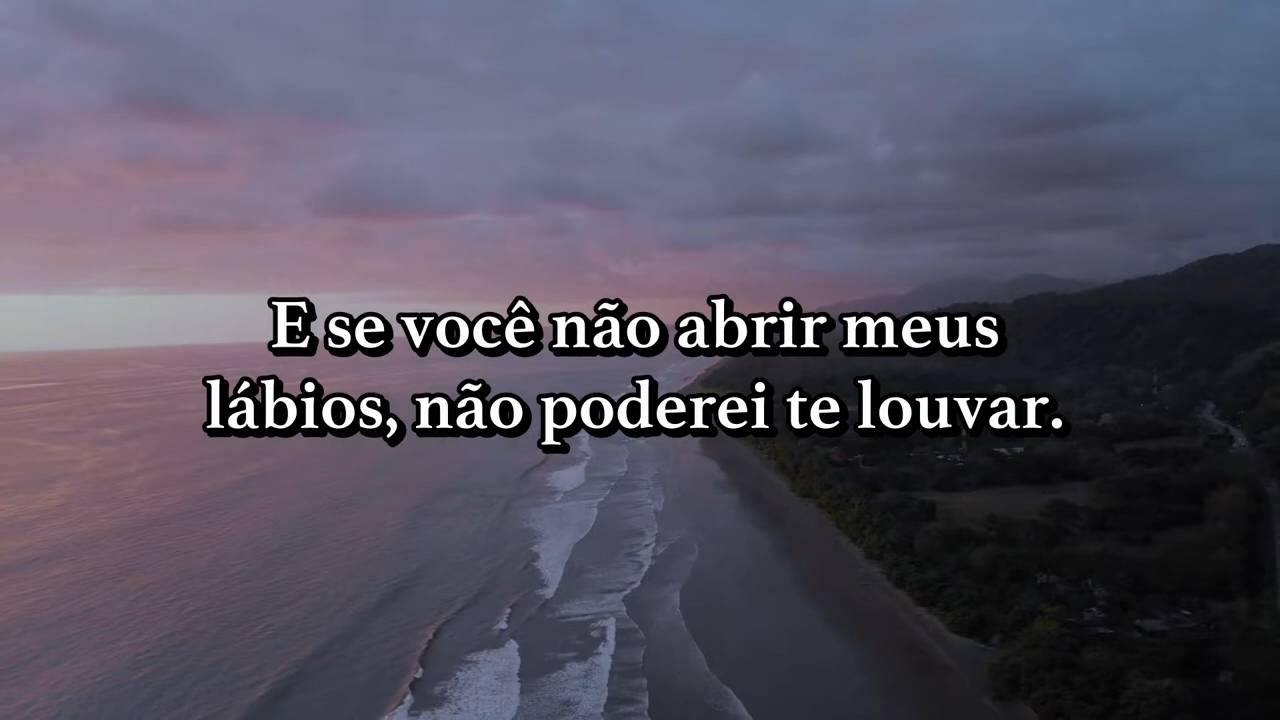 E se você não abrir meus
lábios, não poderei te louvar.